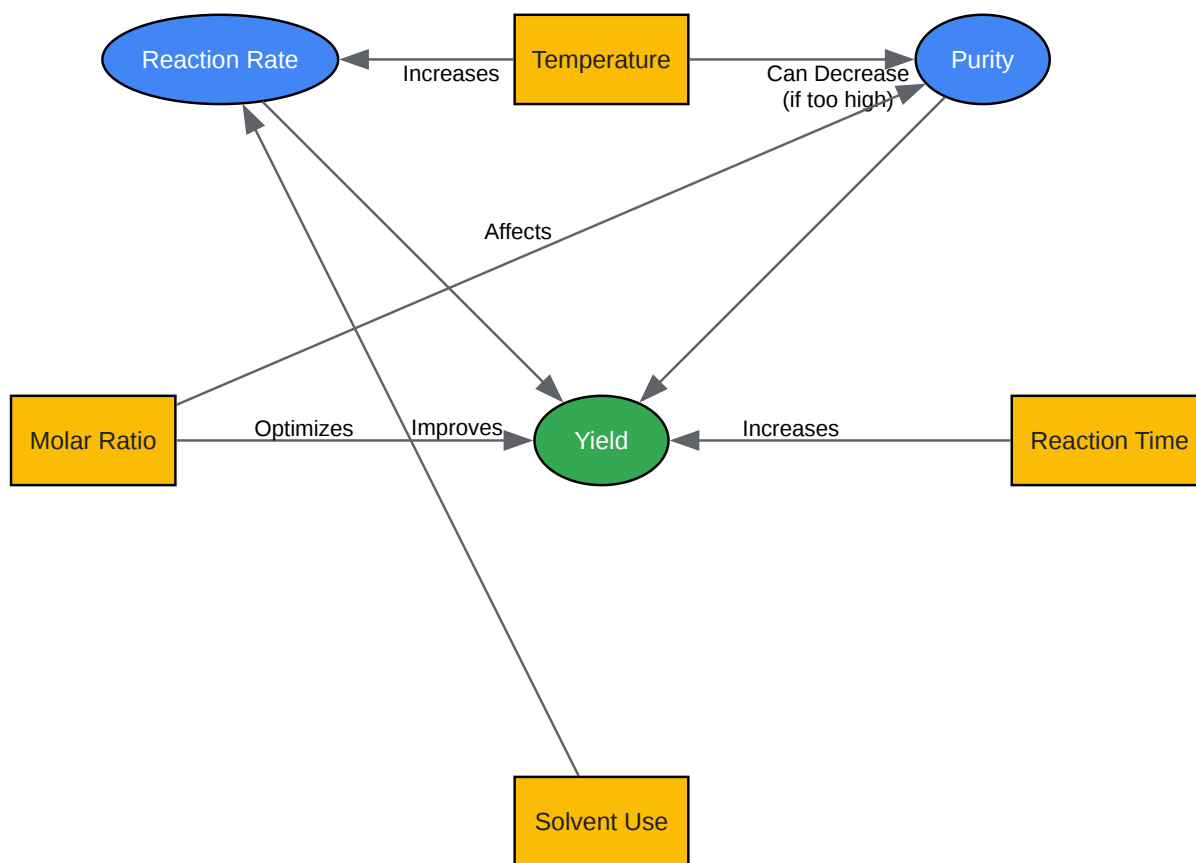 Reaction Rate
Increases
Temperature
Can Decrease
(if too high)
Purity
Affects
Molar Ratio
Optimizes
Improves
Yield
Increases
Reaction Time
Solvent Use